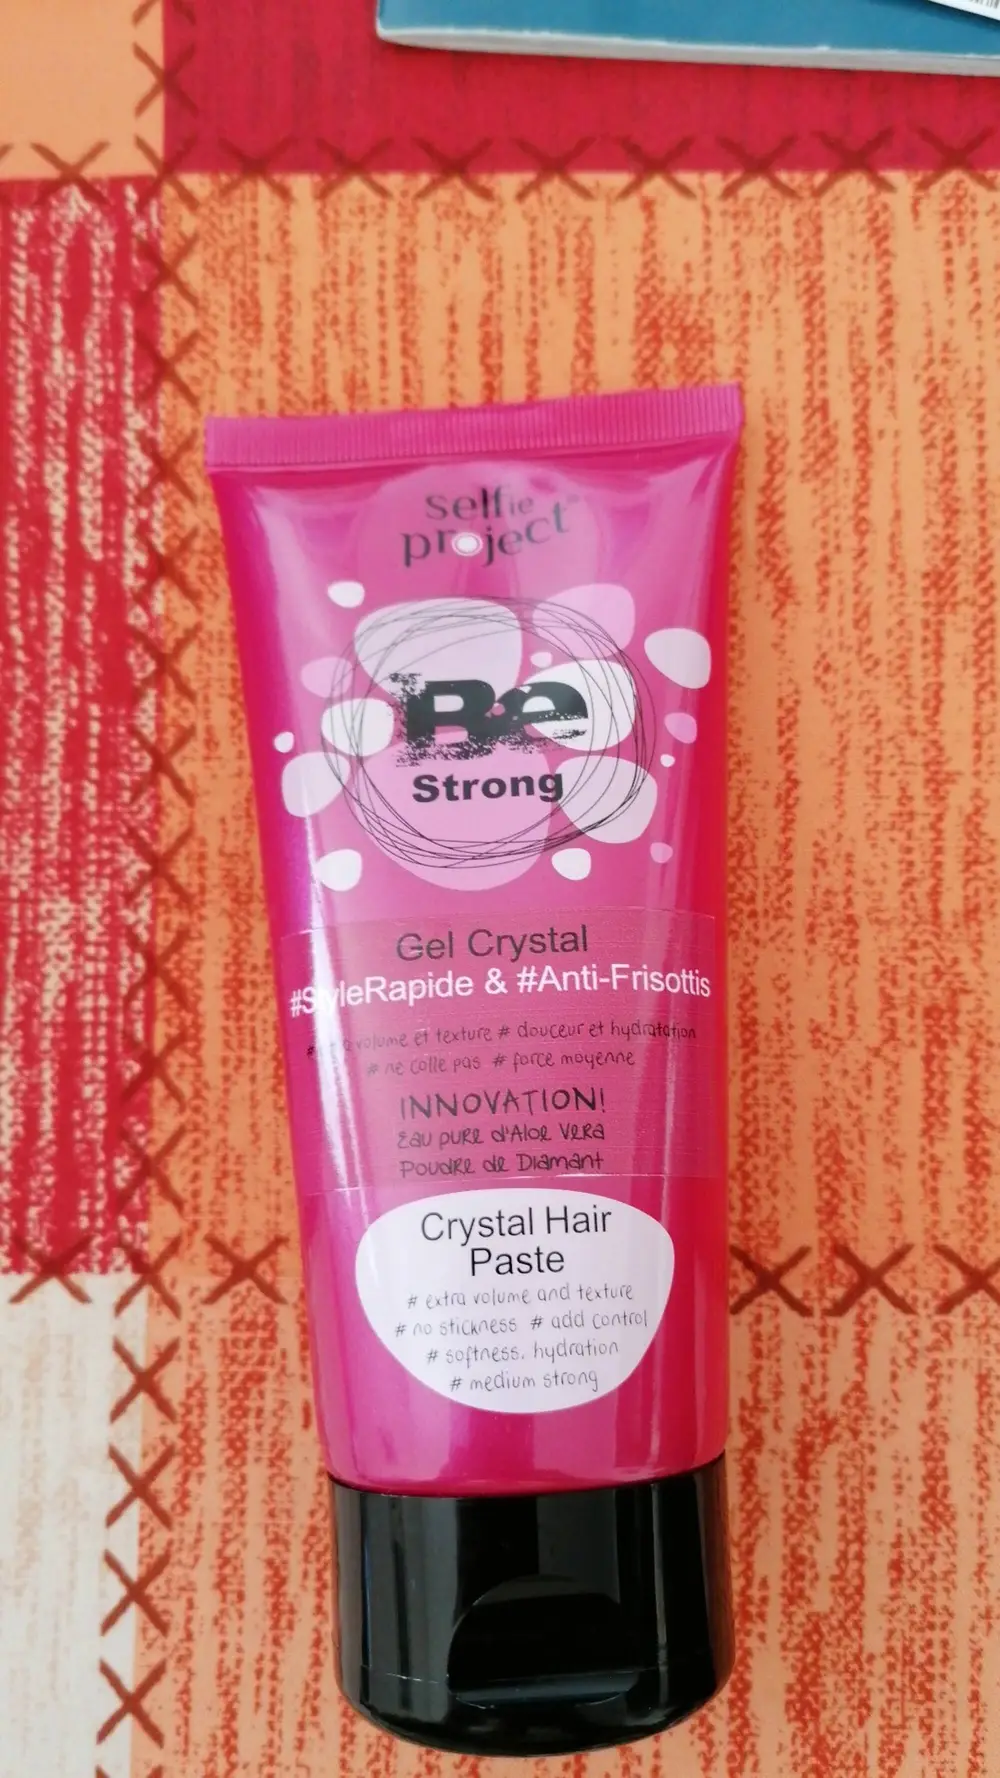 selfie
project
Be
Strong
Gel Crystal
#StyleRapide & #Anti-Frisottis
volume et texture # douceur et hydratation
# ne colle pas # force moyenne
INNOVATION!
Eau pure d'Aloe Vera
Poudre de Diamant
Crystal Hair
Paste
# extra volume and texture
# no stickness # add control
# softness. hydration
# medium strong